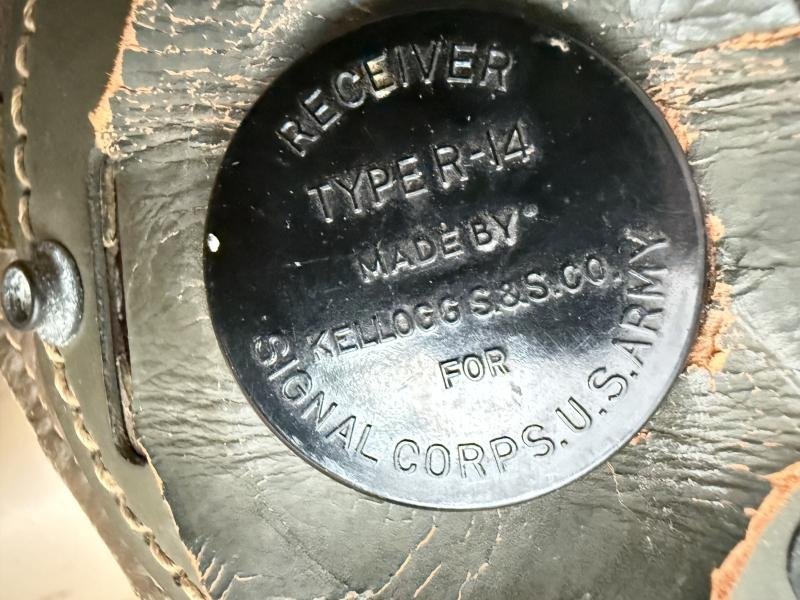 RECEIVER
TYPE R-14
MADE BY
KELLOGG S.&S.CO.
FOR
SIGNAL CORPS.U.S.ARMY